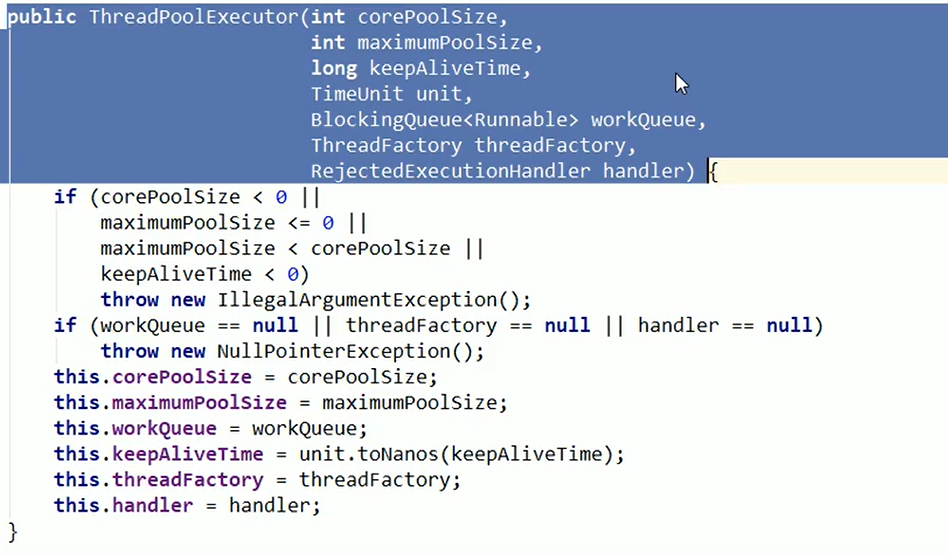 public ThreadPoolExecutor(int corePoolSize,
int maximumPoolSize,
long keepAliveTime,
TimeUnit unit,
BlockingQueue<Runnable> workQueue,
ThreadFactory threadFactory,
RejectedExecutionHandler handler) {
if (corePoolSize < 0 ||
maximumPoolSize <= 0 ||
maximumPoolSize < corePoolSize ||
keepAliveTime < 0)
throw new IllegalArgumentException();
if (workQueue == null || threadFactory == null || handler == null)
throw new NullPointerException();
this.corePoolSize = corePoolSize;
this.maximumPoolSize = maximumPoolSize;
this.workQueue = workQueue;
this.keepAliveTime = unit.toNanos(keepAliveTime);
this.threadFactory = threadFactory;
this.handler = handler;
}